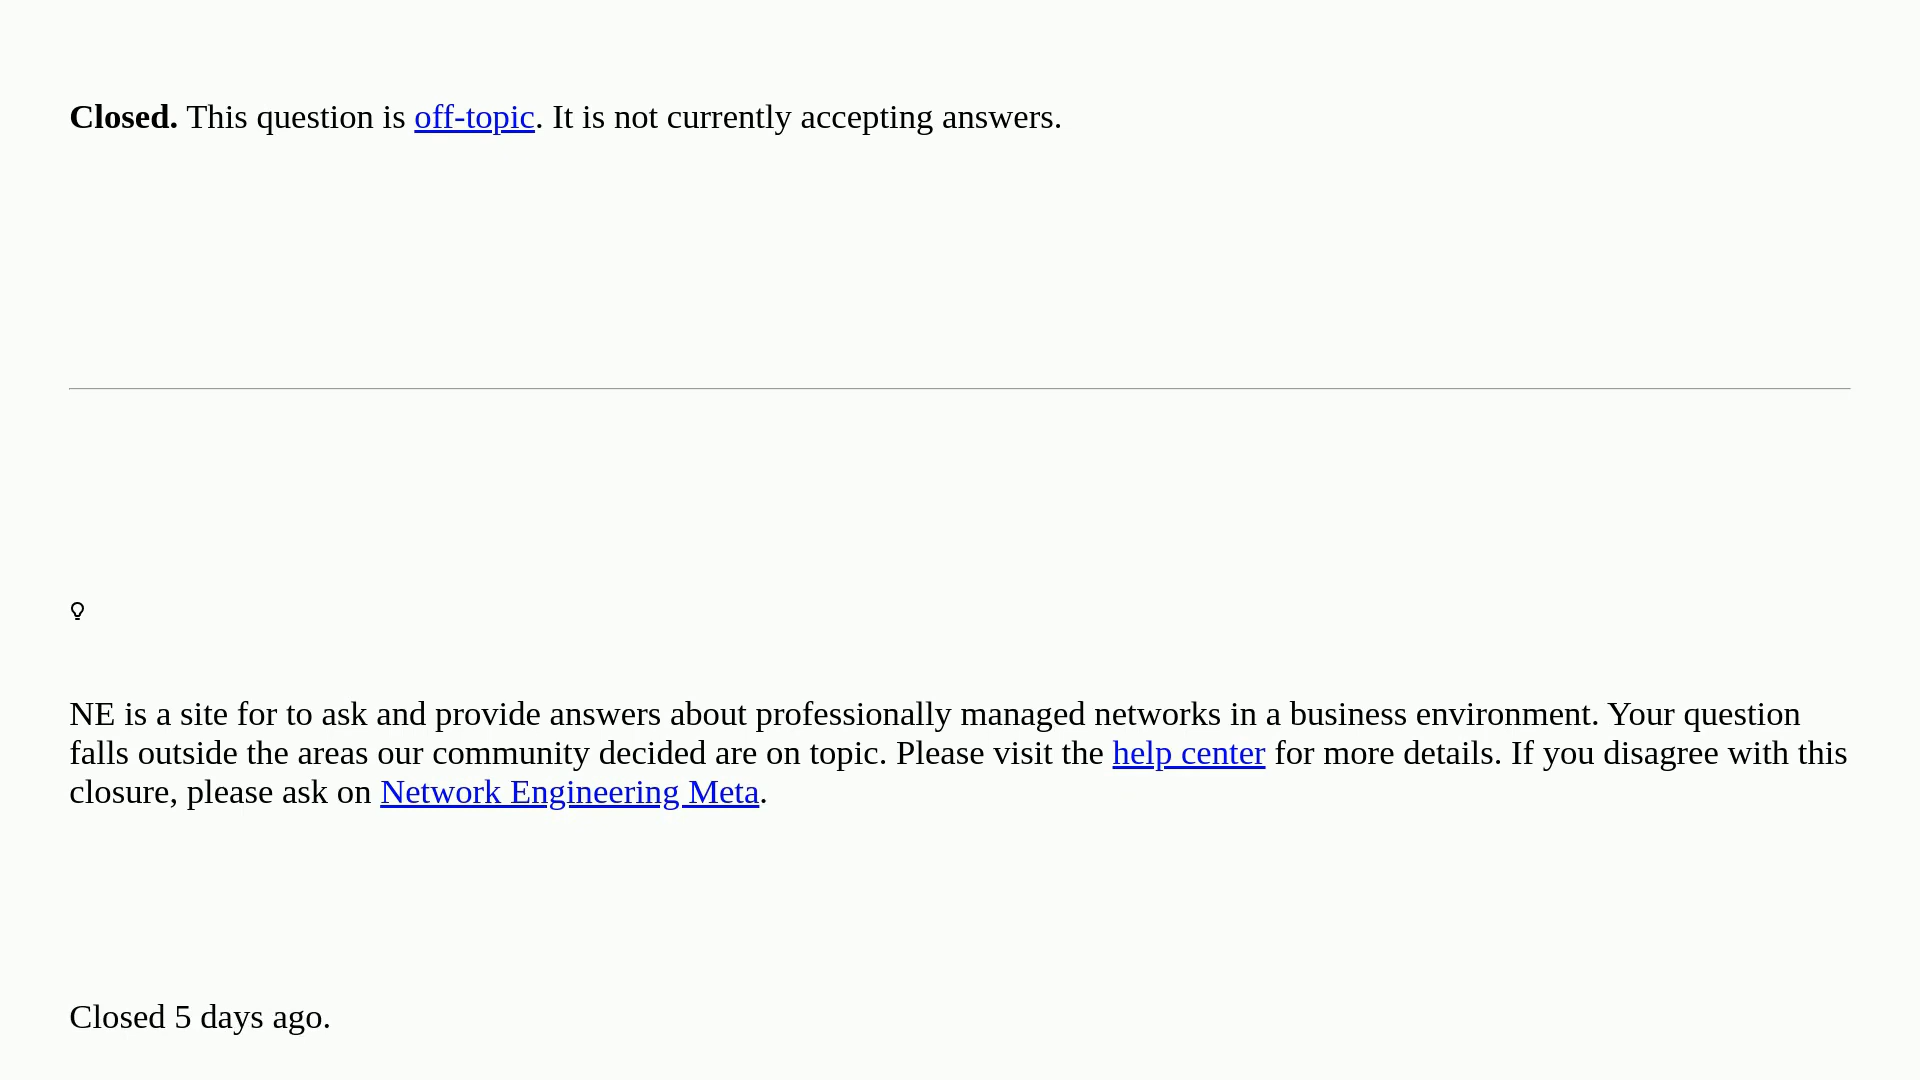 Closed. This question is off-topic. It is not currently accepting answers.
NE is a site for to ask and provide answers about professionally managed networks in a business environment. Your question
falls outside the areas our community decided are on topic. Please visit the help center for more details. If you disagree with this
closure, please ask on Network Engineering Meta.
Closed 5 days ago.